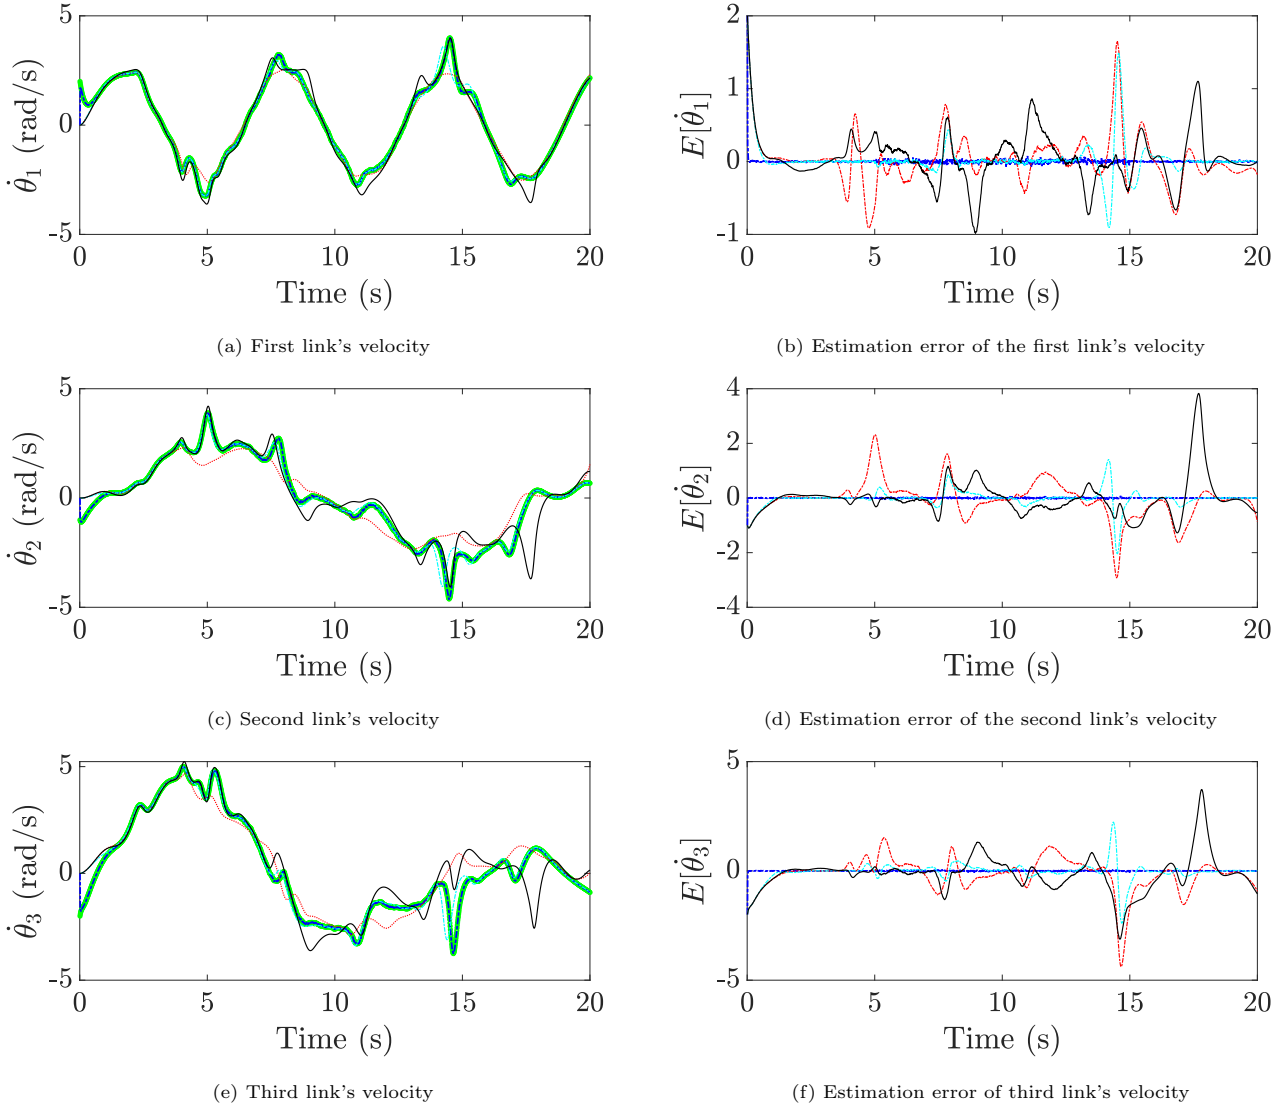 5
0
-5
θ̇₁ (rad/s)
0 5 10 15 20
Time (s)
(a) First link's velocity
2
1
0
-1
E[θ̇₁]
0 5 10 15 20
Time (s)
(b) Estimation error of the first link's velocity
5
0
-5
θ̇₂ (rad/s)
0 5 10 15 20
Time (s)
(c) Second link's velocity
4
2
0
-2
-4
E[θ̇₂]
0 5 10 15 20
Time (s)
(d) Estimation error of the second link's velocity
5
0
-5
θ̇₃ (rad/s)
0 5 10 15 20
Time (s)
(e) Third link's velocity
5
0
-5
E[θ̇₃]
0 5 10 15 20
Time (s)
(f) Estimation error of third link's velocity